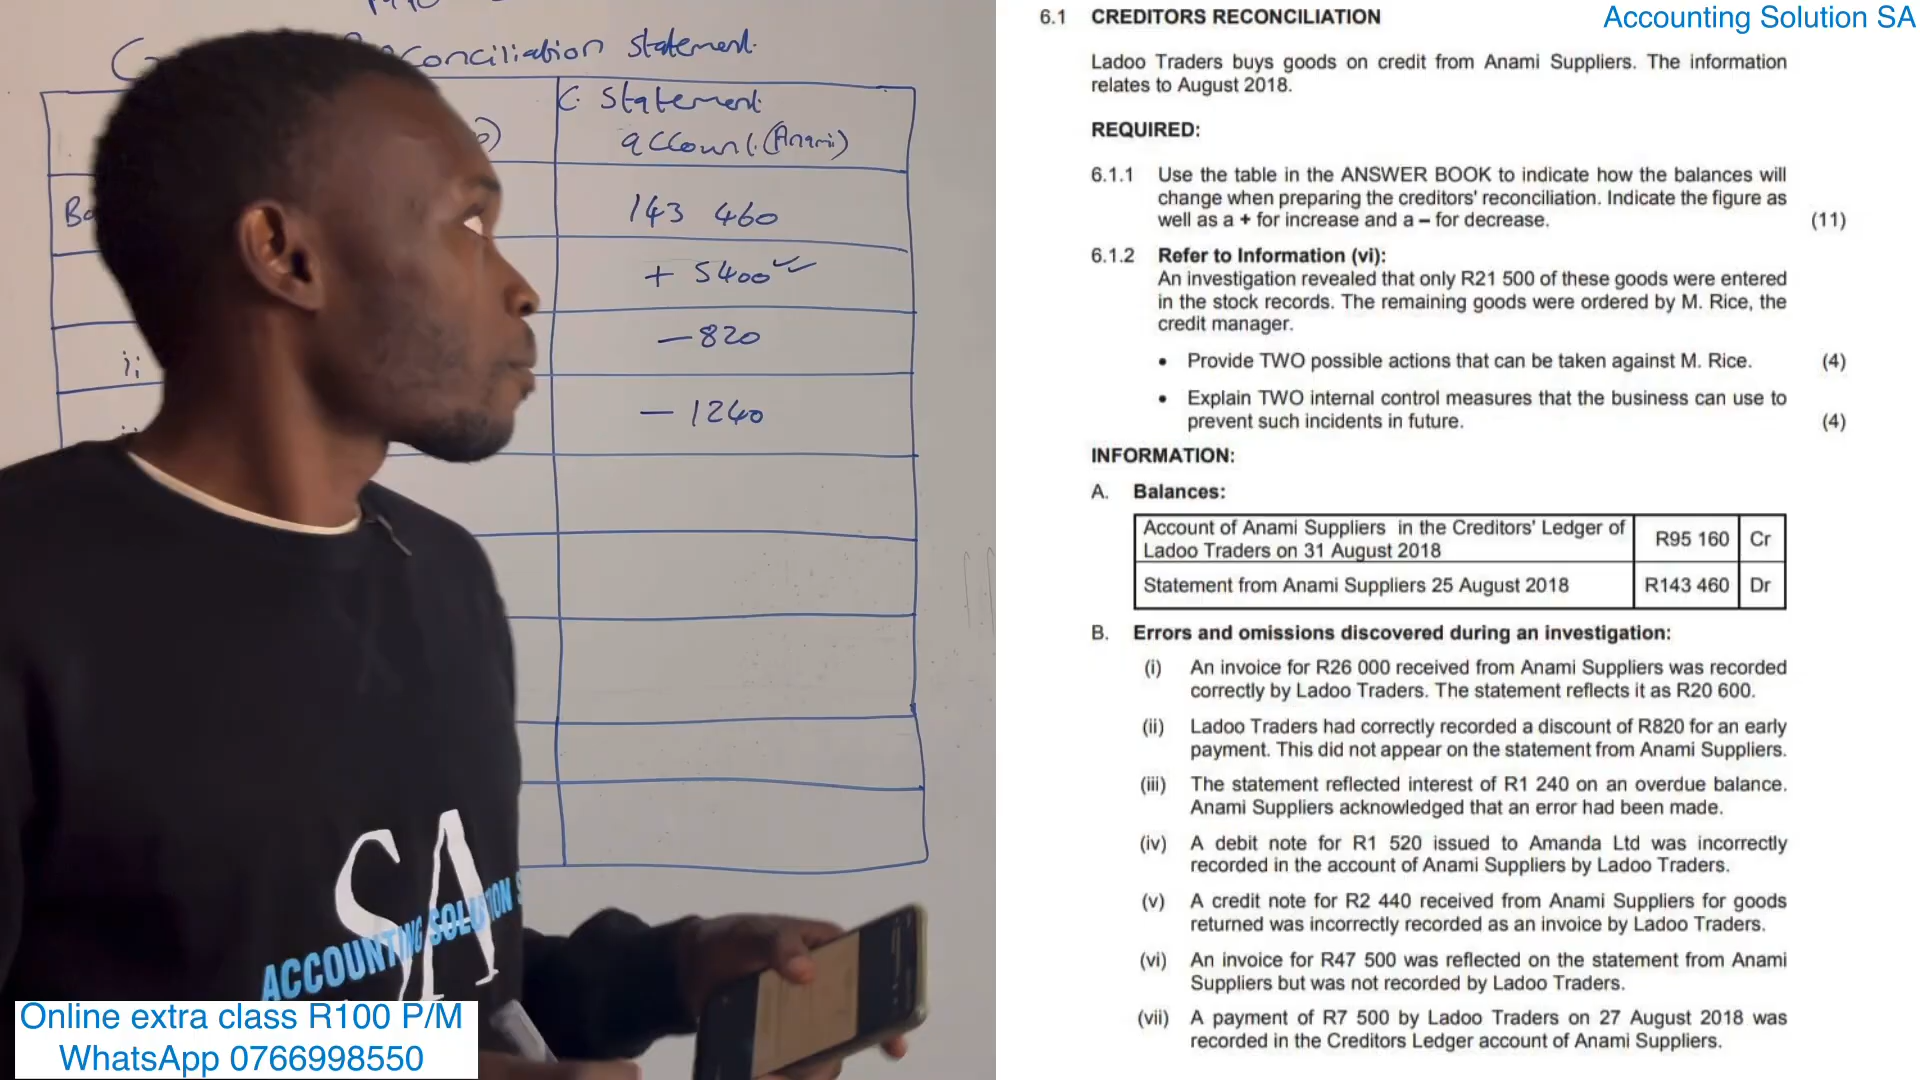 Reconciliation statement.
C. Statement
account. (Anami)
143 460
+ 5400
ii
— 820
— 1240
SA
ACCOUNTING SOLUTION
Online extra class R100 P/M
WhatsApp 0766998550
Accounting Solution SA
6.1 CREDITORS RECONCILIATION
Ladoo Traders buys goods on credit from Anami Suppliers. The information
relates to August 2018.
REQUIRED:
6.1.1 Use the table in the ANSWER BOOK to indicate how the balances will
change when preparing the creditors' reconciliation. Indicate the figure as
well as a + for increase and a – for decrease. (11)
6.1.2 Refer to Information (vi):
An investigation revealed that only R21 500 of these goods were entered
in the stock records. The remaining goods were ordered by M. Rice, the
credit manager.
• Provide TWO possible actions that can be taken against M. Rice. (4)
• Explain TWO internal control measures that the business can use to
prevent such incidents in future. (4)
INFORMATION:
A. Balances:
Account of Anami Suppliers in the Creditors' Ledger of
Ladoo Traders on 31 August 2018 R95 160 Cr
Statement from Anami Suppliers 25 August 2018 R143 460 Dr
B. Errors and omissions discovered during an investigation:
(i) An invoice for R26 000 received from Anami Suppliers was recorded
correctly by Ladoo Traders. The statement reflects it as R20 600.
(ii) Ladoo Traders had correctly recorded a discount of R820 for an early
payment. This did not appear on the statement from Anami Suppliers.
(iii) The statement reflected interest of R1 240 on an overdue balance.
Anami Suppliers acknowledged that an error had been made.
(iv) A debit note for R1 520 issued to Amanda Ltd was incorrectly
recorded in the account of Anami Suppliers by Ladoo Traders.
(v) A credit note for R2 440 received from Anami Suppliers for goods
returned was incorrectly recorded as an invoice by Ladoo Traders.
(vi) An invoice for R47 500 was reflected on the statement from Anami
Suppliers but was not recorded by Ladoo Traders.
(vii) A payment of R7 500 by Ladoo Traders on 27 August 2018 was
recorded in the Creditors Ledger account of Anami Suppliers.